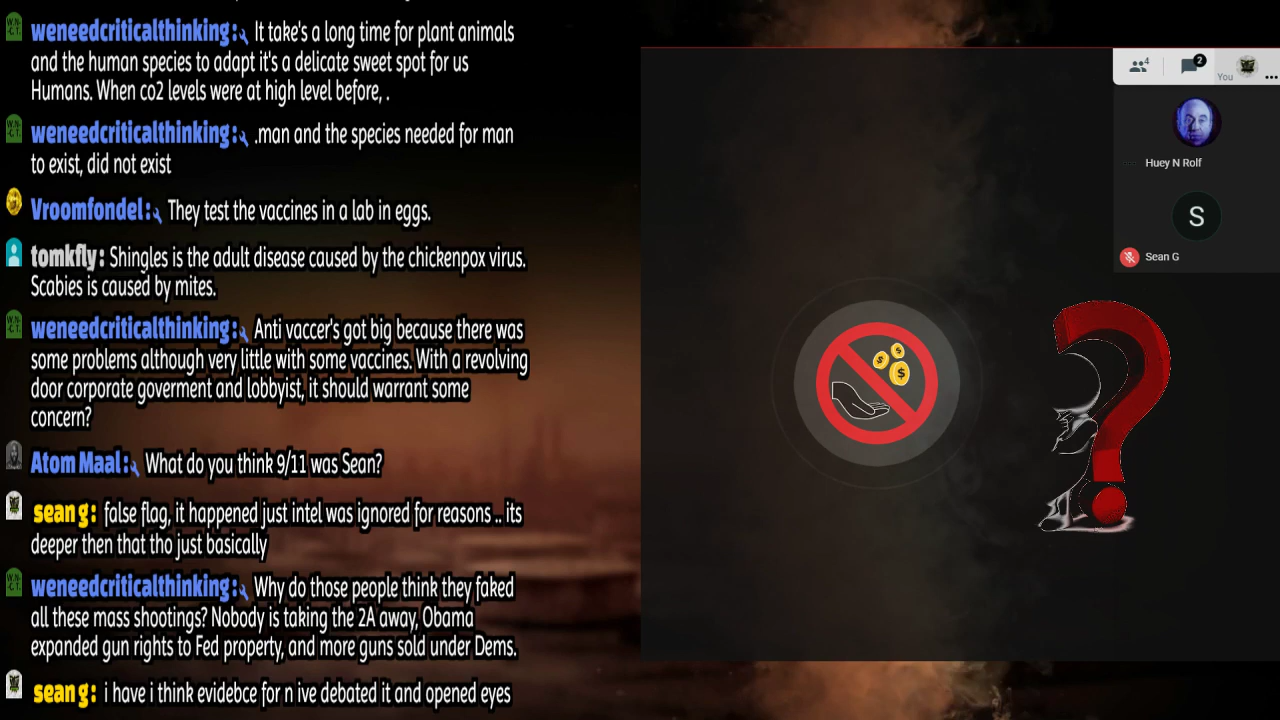 weneedcriticalthinking: It take's a long time for plant animals
and the human species to adapt it's a delicate sweet spot for us
Humans. When co2 levels were at high level before, .
weneedcriticalthinking: .man and the species needed for man
to exist, did not exist
Vroomfondel: They test the vaccines in a lab in eggs.
tomkfly: Shingles is the adult disease caused by the chickenpox virus.
Scabies is caused by mites.
weneedcriticalthinking: Anti vaccer's got big because there was
some problems although very little with some vaccines. With a revolving
door corporate goverment and lobbyist, it should warrant some
concern?
Atom Maal: What do you think 9/11 was Sean?
sean g: false flag, it happened just intel was ignored for reasons .. its
deeper then that tho just basically
weneedcriticalthinking: Why do those people think they faked
all these mass shootings? Nobody is taking the 2A away, Obama
expanded gun rights to Fed property, and more guns sold under Dems.
sean g: i have i think evidebce for n ive debated it and opened eyes
4
2
You
Huey N Rolf
S
Sean G
$
$
$